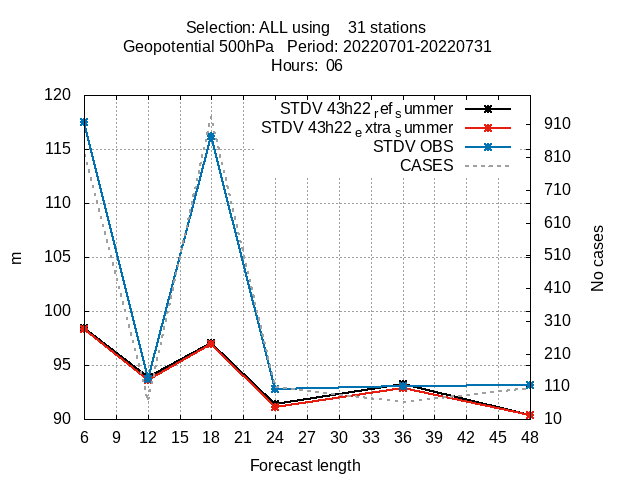 Selection: ALL using    31 stations
Geopotential 500hPa   Period: 20220701-20220731
Hours:  06
STDV 43h22refsummer
STDV 43h22extrasummer
STDV OBS
CASES
120
115
110
105
100
95
90
m
910
810
710
610
510
410
310
210
110
10
No cases
6 9 12 15 18 21 24 27 30 33 36 39 42 45 48
Forecast length